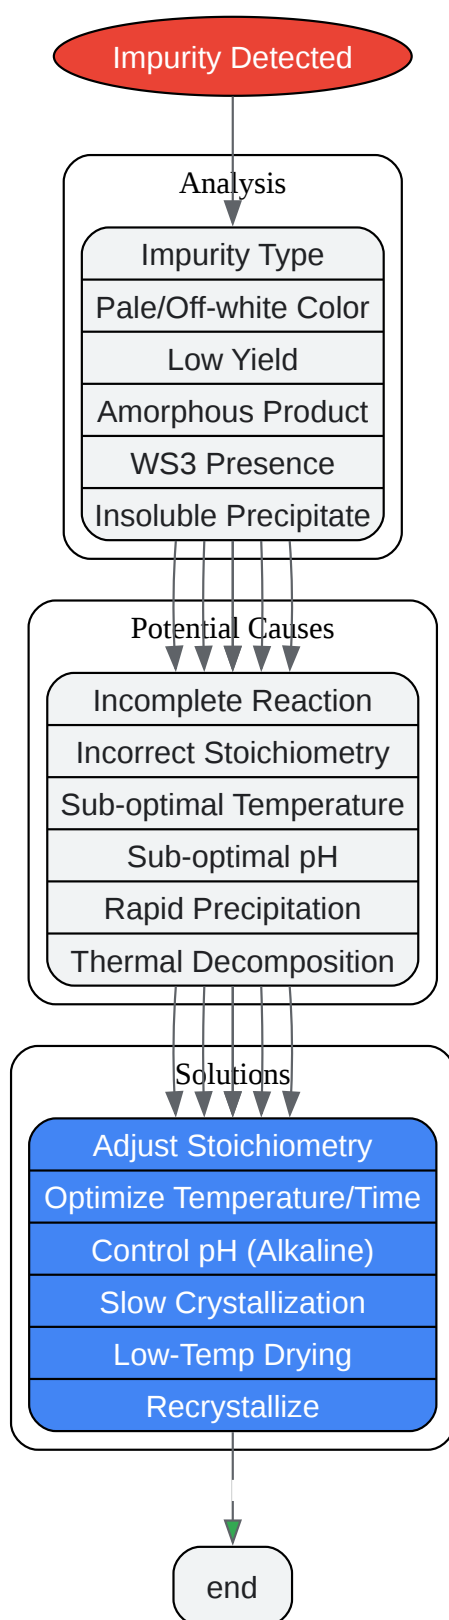 Impurity Detected
Analysis
Impurity Type
Pale/Off-white Color
Low Yield
Amorphous Product
WS3 Presence
Insoluble Precipitate
Potential Causes
Incomplete Reaction
Incorrect Stoichiometry
Sub-optimal Temperature
Sub-optimal pH
Rapid Precipitation
Thermal Decomposition
Solutions
Adjust Stoichiometry
Optimize Temperature/Time
Control pH (Alkaline)
Slow Crystallization
Low-Temp Drying
Recrystallize
end